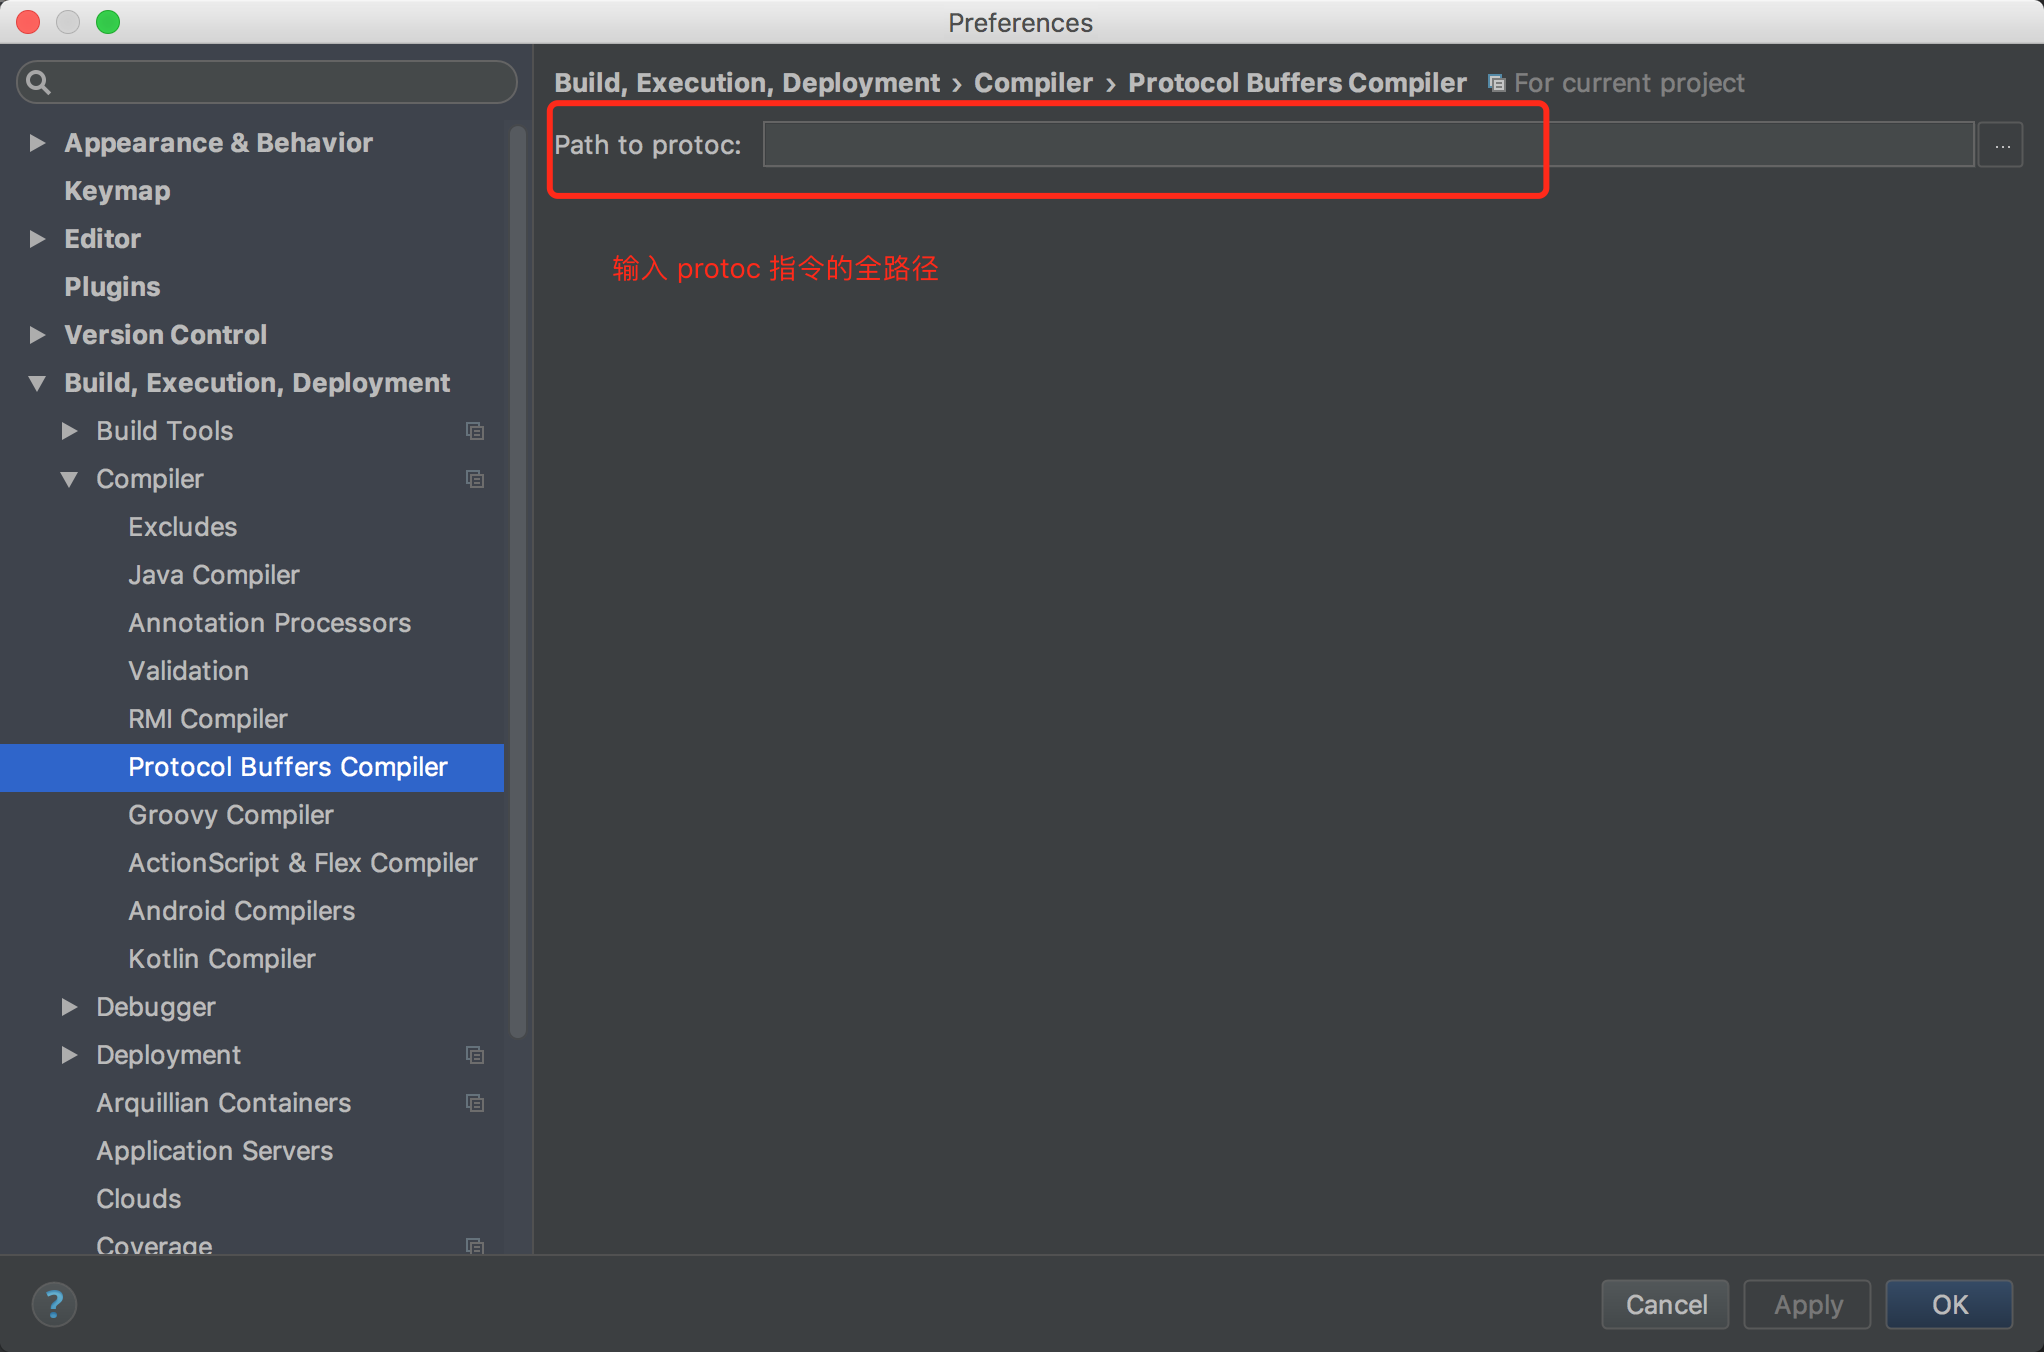 Preferences
Build, Execution, Deployment › Compiler › Protocol Buffers Compiler For current project
Path to protoc:
...
输入 protoc 指令的全路径
Appearance & Behavior
Keymap
Editor
Plugins
Version Control
Build, Execution, Deployment
Build Tools
Compiler
Excludes
Java Compiler
Annotation Processors
Validation
RMI Compiler
Protocol Buffers Compiler
Groovy Compiler
ActionScript & Flex Compiler
Android Compilers
Kotlin Compiler
Debugger
Deployment
Arquillian Containers
Application Servers
Clouds
Coverage
?
Cancel
Apply
OK